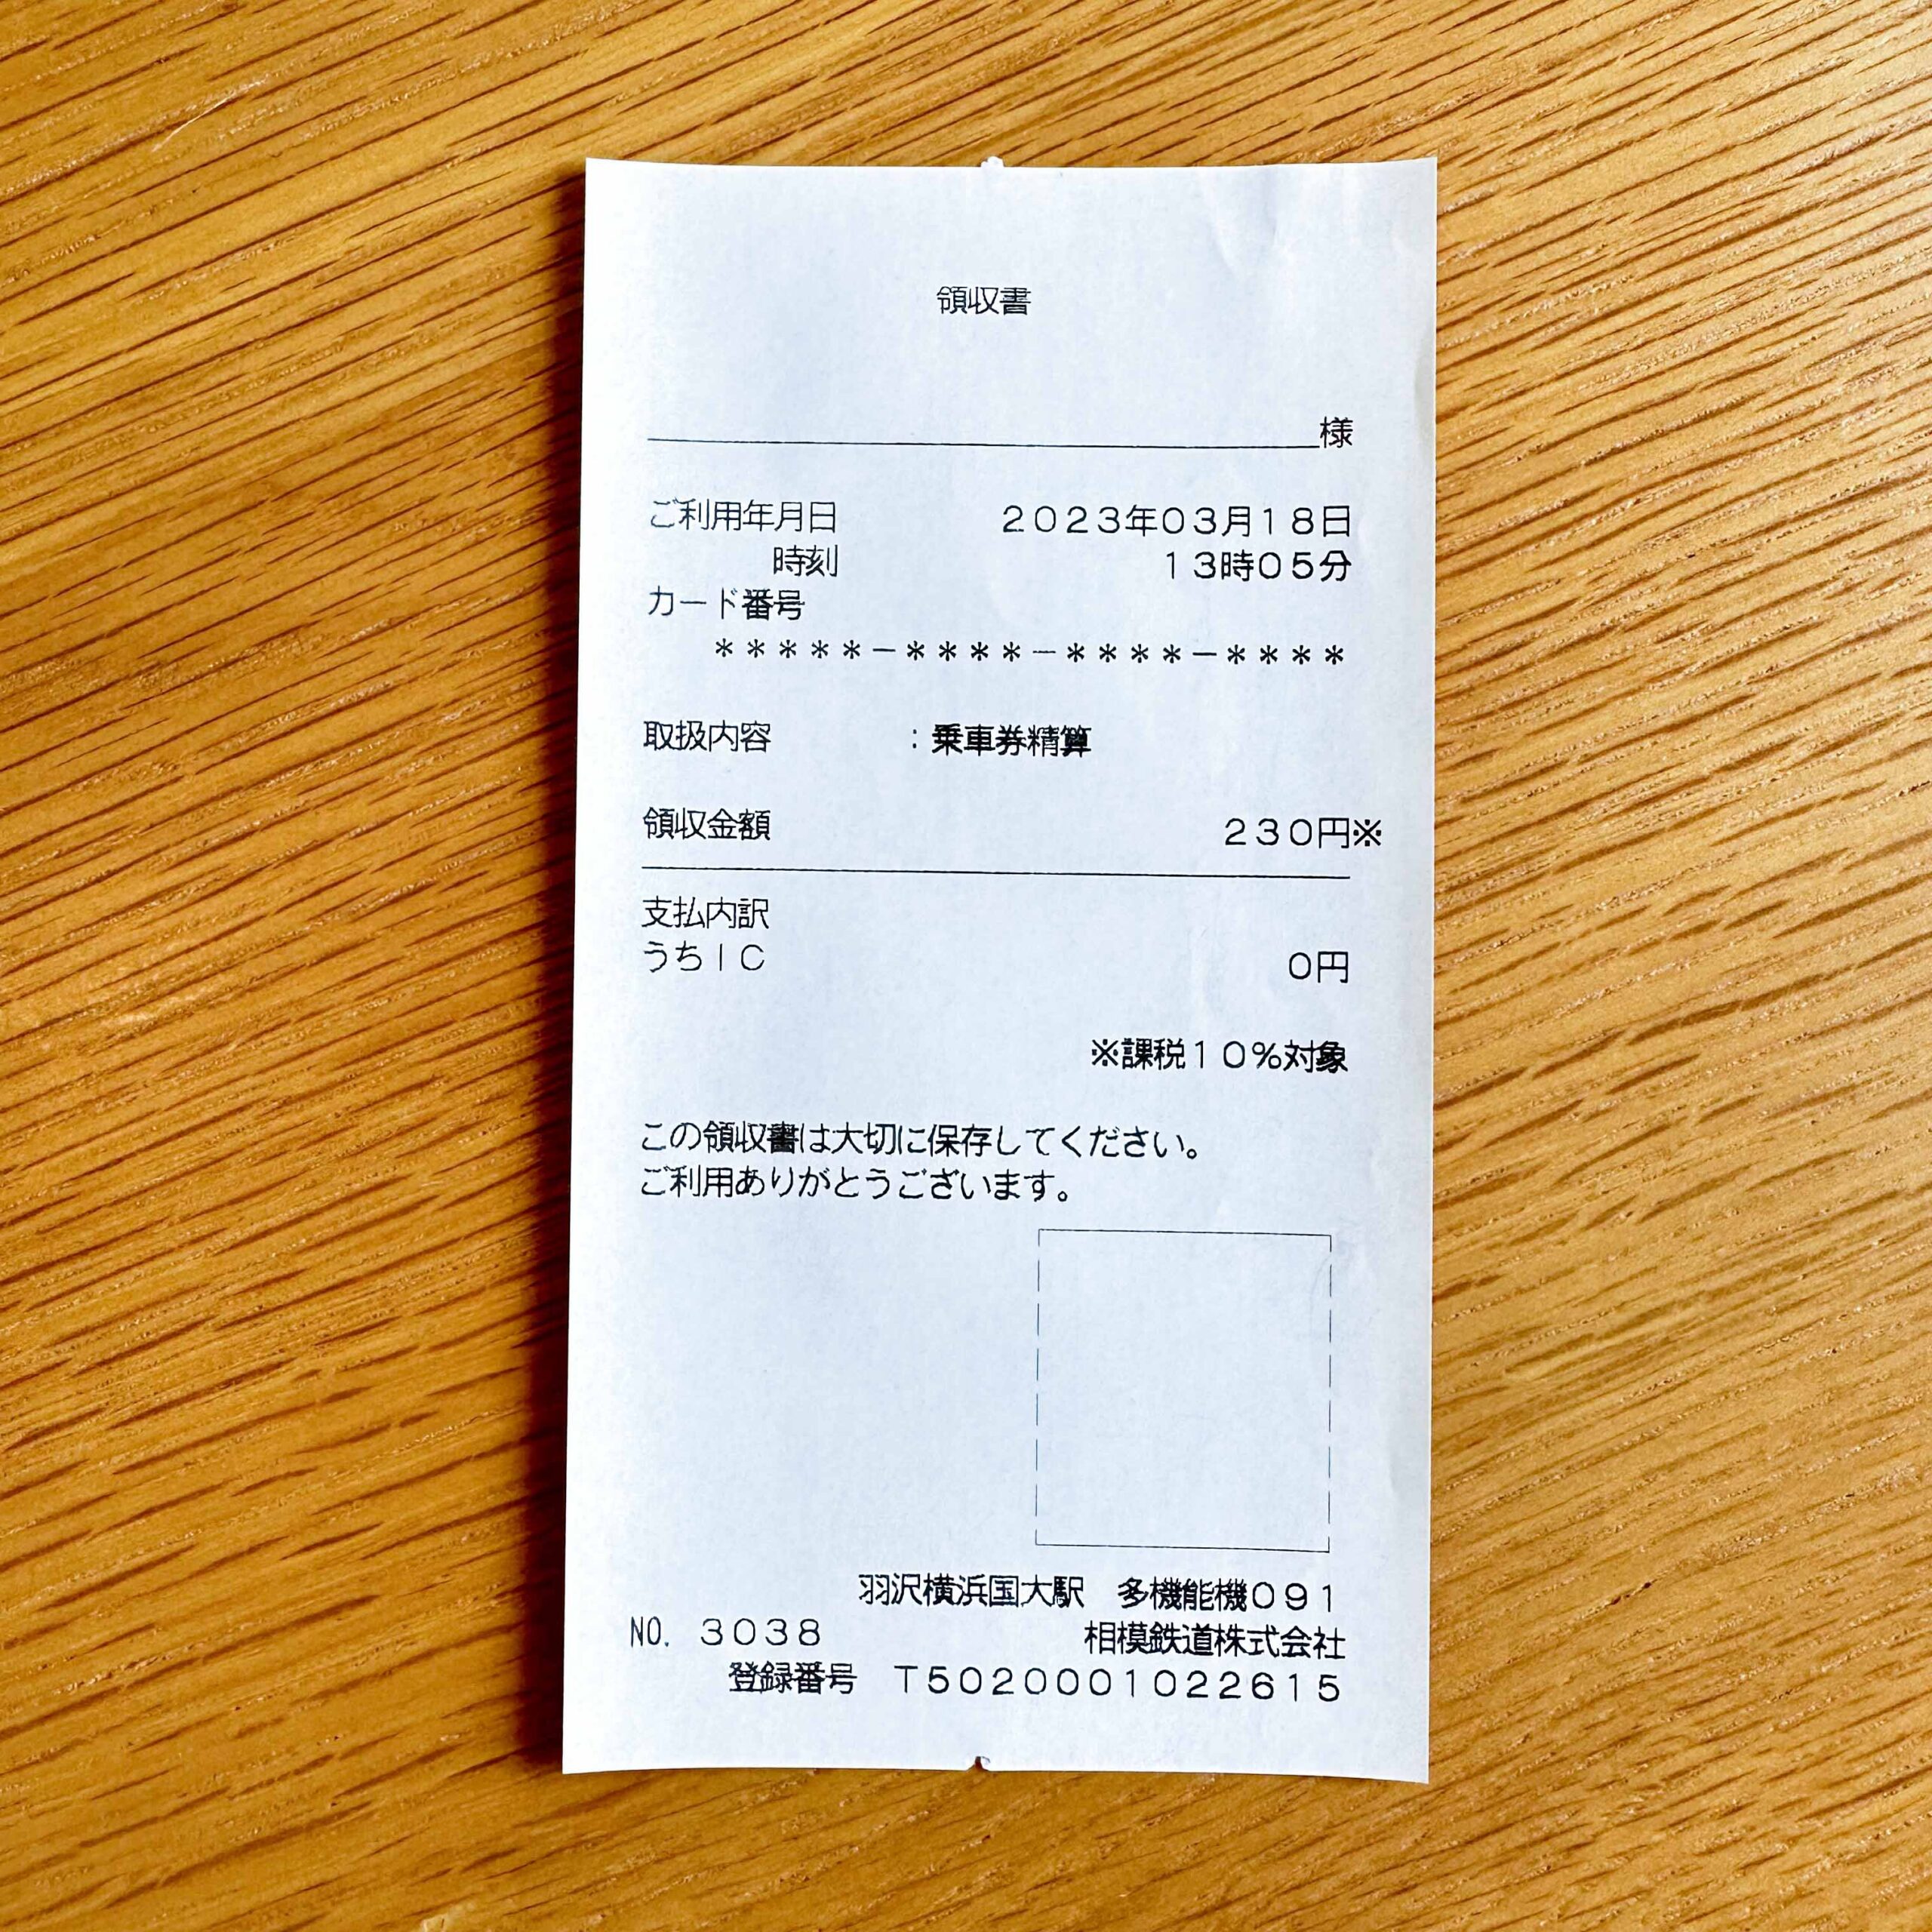 領収書
様
ご利用年月日 2023年03月18日
時刻 13時05分
カード番号
*****-****-****-****
取扱内容 :乗車券精算
領収金額 230円※
支払内訳
うちIC 0円
※課税10%対象
この領収書は大切に保存してください。
ご利用ありがとうございます。
羽沢横浜国大駅 多機能機091
NO. 3038 相模鉄道株式会社
登録番号 T5020001022615